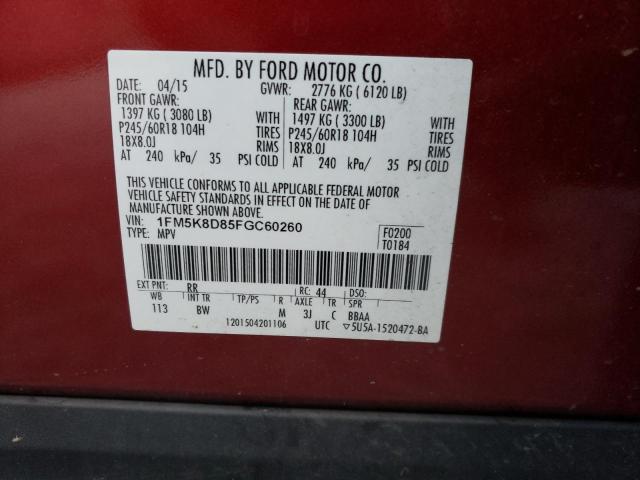 MFD. BY FORD MOTOR CO.
DATE: 04/15 GVWR: 2776 KG ( 6120 LB)
FRONT GAWR: REAR GAWR:
1397 KG ( 3080 LB) WITH 1497 KG ( 3300 LB) WITH
P245/60R18 104H TIRES P245/60R18 104H TIRES
18X8.0J RIMS 18X8.0J RIMS
AT 240 kPa/ 35 PSI COLD AT 240 kPa/ 35 PSI COLD
THIS VEHICLE CONFORMS TO ALL APPLICABLE FEDERAL MOTOR
VEHICLE SAFETY STANDARDS IN EFFECT ON THE DATE OF
MANUFACTURE SHOWN ABOVE.
VIN: 1FM5K8D85FGC60260 F0200
TYPE: MPV T0184
EXT PNT: RR RC: 44 DSO:
WB INT TR TP/PS R AXLE TR SPR
113 BW M 3J C BBAA
1201504201106 UTC ▽5U5A-1520472-BA